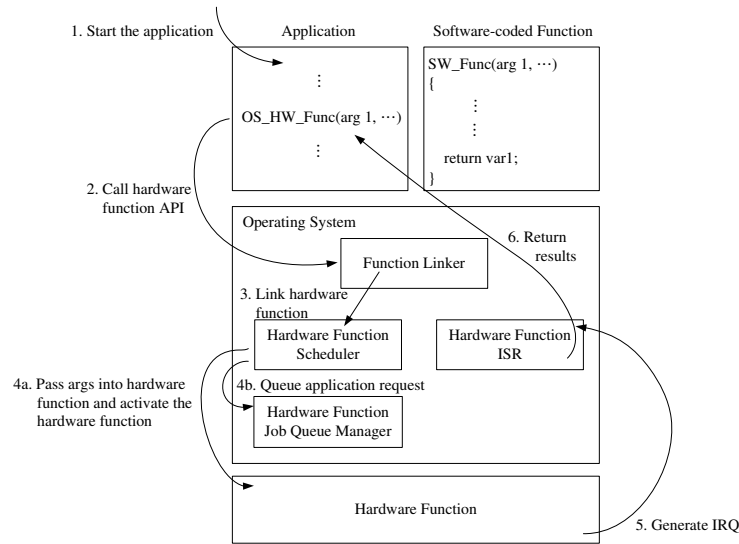 1. Start the application
Application
Software-coded Function
⋮
OS_HW_Func(arg 1, ⋯)
⋮
SW_Func(arg 1, ⋯)
{
⋮
⋮
return var1;
}
2. Call hardware
function API
Operating System
6. Return
results
Function Linker
3. Link hardware
function
Hardware Function
Scheduler
Hardware Function
ISR
4a. Pass args into hardware
function and activate the
hardware function
4b. Queue application request
Hardware Function
Job Queue Manager
Hardware Function
5. Generate IRQ